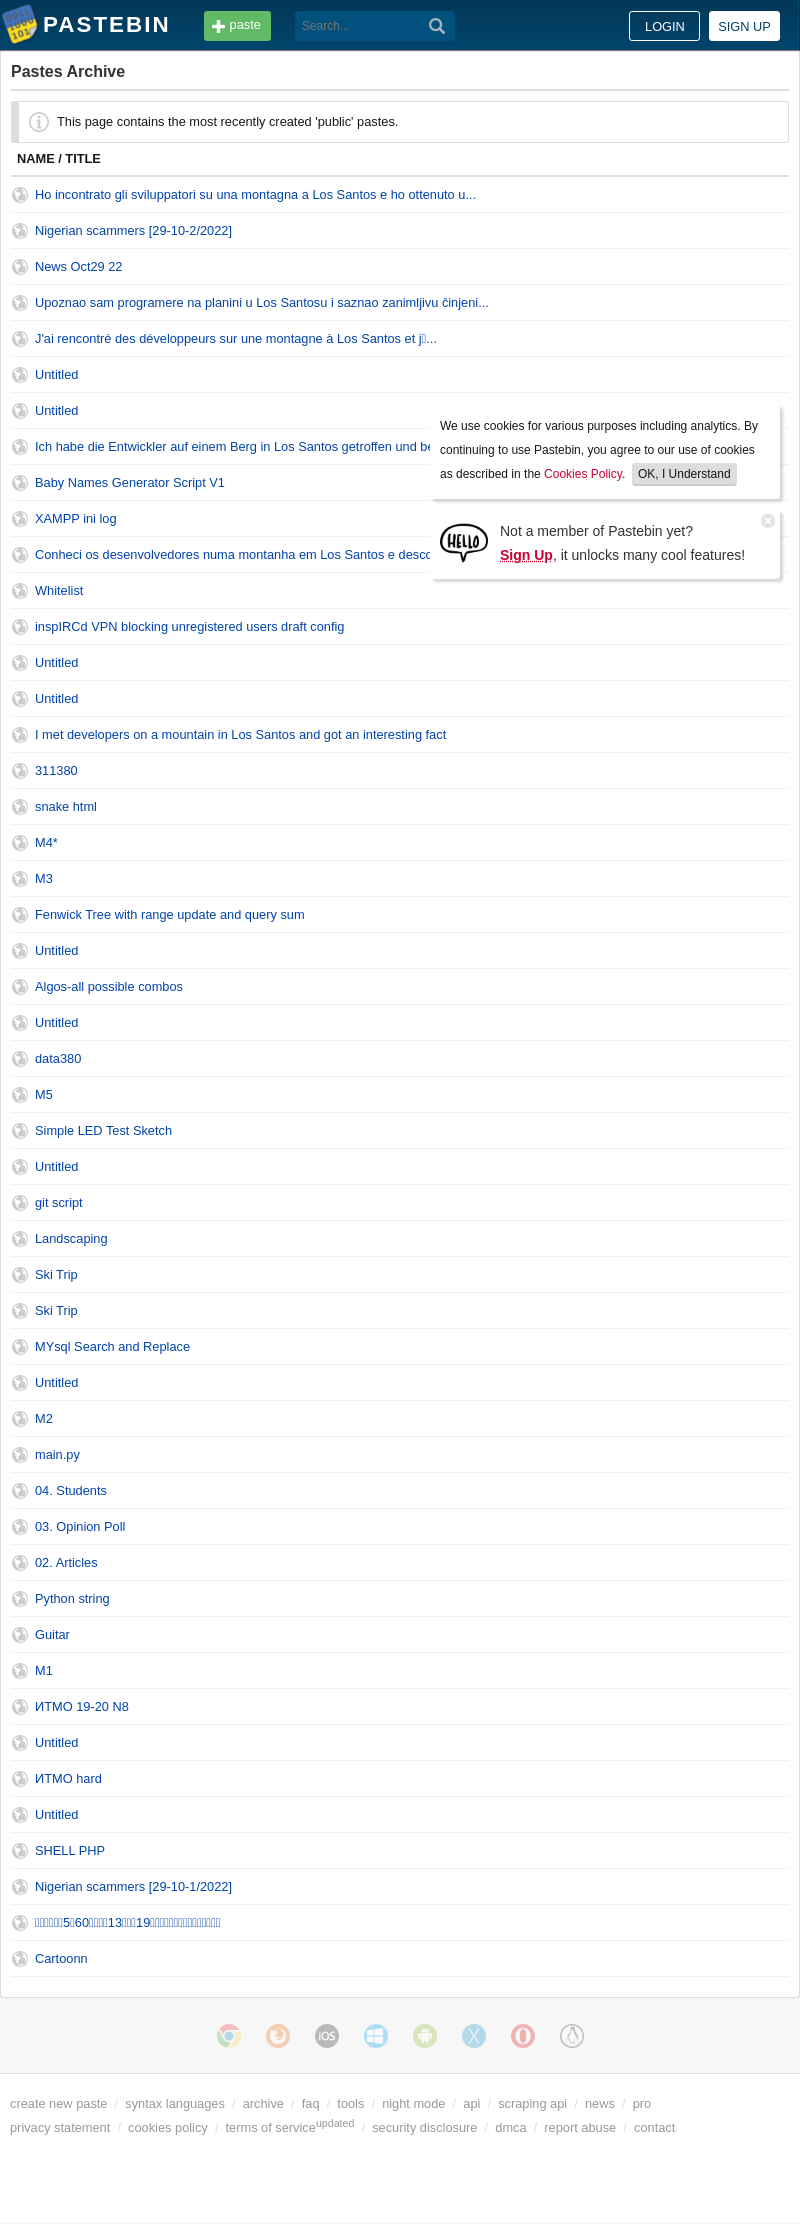 PASTEBIN
paste
Search...
LOGIN
SIGN UP
Pastes Archive
This page contains the most recently created 'public' pastes.
NAME / TITLE
Ho incontrato gli sviluppatori su una montagna a Los Santos e ho ottenuto u...
Nigerian scammers [29-10-2/2022]
News Oct29 22
Upoznao sam programere na planini u Los Santosu i saznao zanimljivu činjeni...
J'ai rencontré des développeurs sur une montagne à Los Santos et j...
Untitled
Untitled
Ich habe die Entwickler auf einem Berg in Los Santos getroffen und
Baby Names Generator Script V1
XAMPP ini log
Conheci os desenvolvedores numa montanha em Los Santos e
We use cookies for various purposes including analytics. By
continuing to use Pastebin, you agree to our use of cookies
as described in the Cookies Policy. OK, I Understand
HELLO
Not a member of Pastebin yet?
Sign Up, it unlocks many cool features!
Whitelist
inspIRCd VPN blocking unregistered users draft config
Untitled
Untitled
I met developers on a mountain in Los Santos and got an interesting fact
311380
snake html
M4*
M3
Fenwick Tree with range update and query sum
Untitled
Algos-all possible combos
Untitled
data380
M5
Simple LED Test Sketch
Untitled
git script
Landscaping
Ski Trip
Ski Trip
MYsql Search and Replace
Untitled
M2
main.py
04. Students
03. Opinion Poll
02. Articles
Python string
Guitar
M1
ИТМО 19-20 N8
Untitled
ИТМО hard
Untitled
SHELL PHP
Nigerian scammers [29-10-1/2022]
5 60 13 19
Cartoonn
iOS
create new paste / syntax languages / archive / faq / tools / night mode / api / scraping api / news / pro
privacy statement / cookies policy / terms of service updated / security disclosure / dmca / report abuse / contact